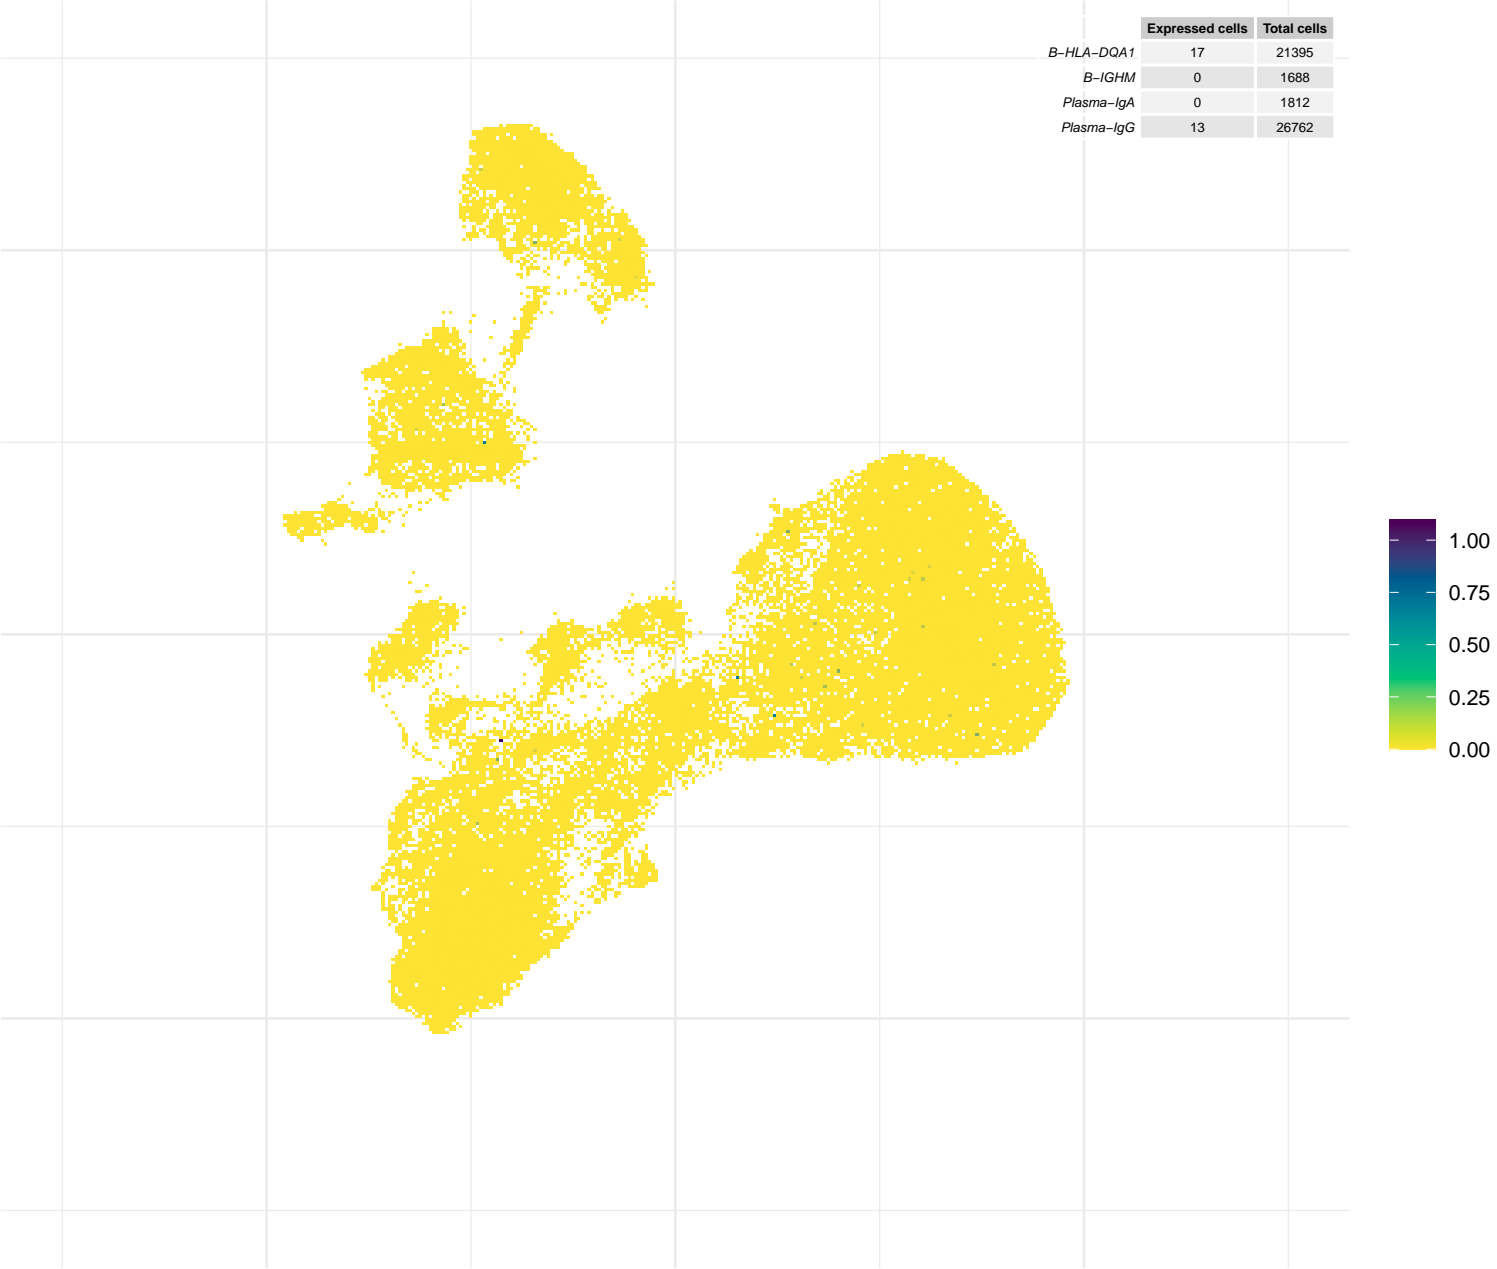 Expressed cells Total cells
B−HLA−DQA1 17 21395
B−IGHM 0 1688
Plasma−IgA 0 1812
Plasma−IgG 13 26762
1.00
0.75
0.50
0.25
0.00